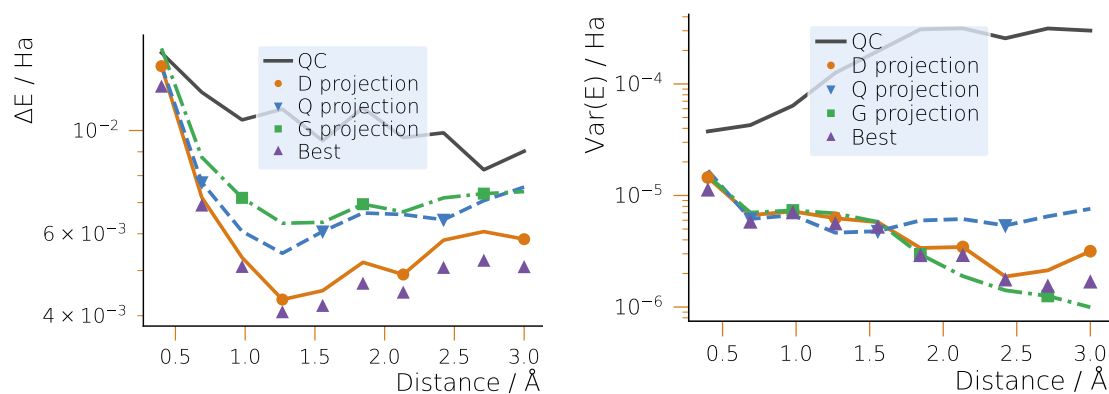 ΔE / Ha
10⁻²
6 × 10⁻³
4 × 10⁻³
QC
D projection
Q projection
G projection
Best
0.5 1.0 1.5 2.0 2.5 3.0
Distance / Å
Var(E) / Ha
10⁻⁴
10⁻⁵
10⁻⁶
QC
D projection
Q projection
G projection
Best
0.5 1.0 1.5 2.0 2.5 3.0
Distance / Å